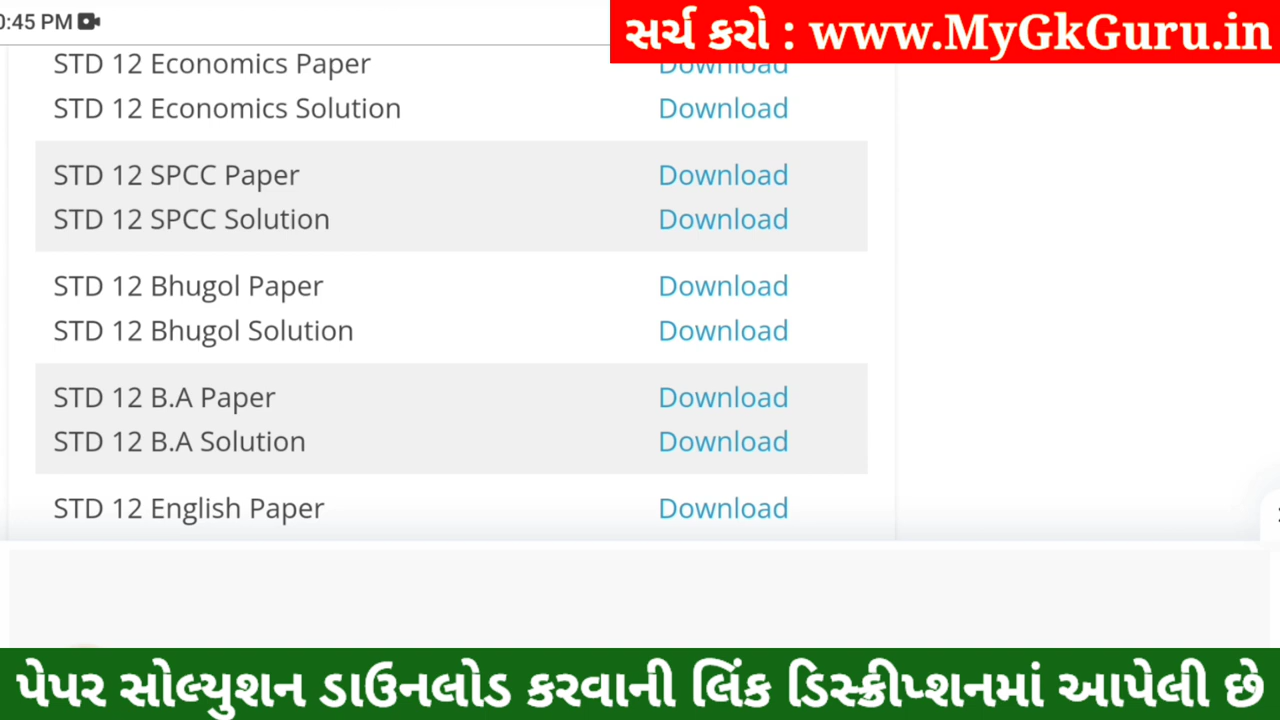 0:45 PM
સર્ચ કરો : www.MyGkGuru.in
STD 12 Economics Paper Download
STD 12 Economics Solution Download
STD 12 SPCC Paper Download
STD 12 SPCC Solution Download
STD 12 Bhugol Paper Download
STD 12 Bhugol Solution Download
STD 12 B.A Paper Download
STD 12 B.A Solution Download
STD 12 English Paper Download
પેપર સોલ્યુશન ડાઉનલોડ કરવાની લિંક ડિસ્ક્રીપ્શનમાં આપેલી છે